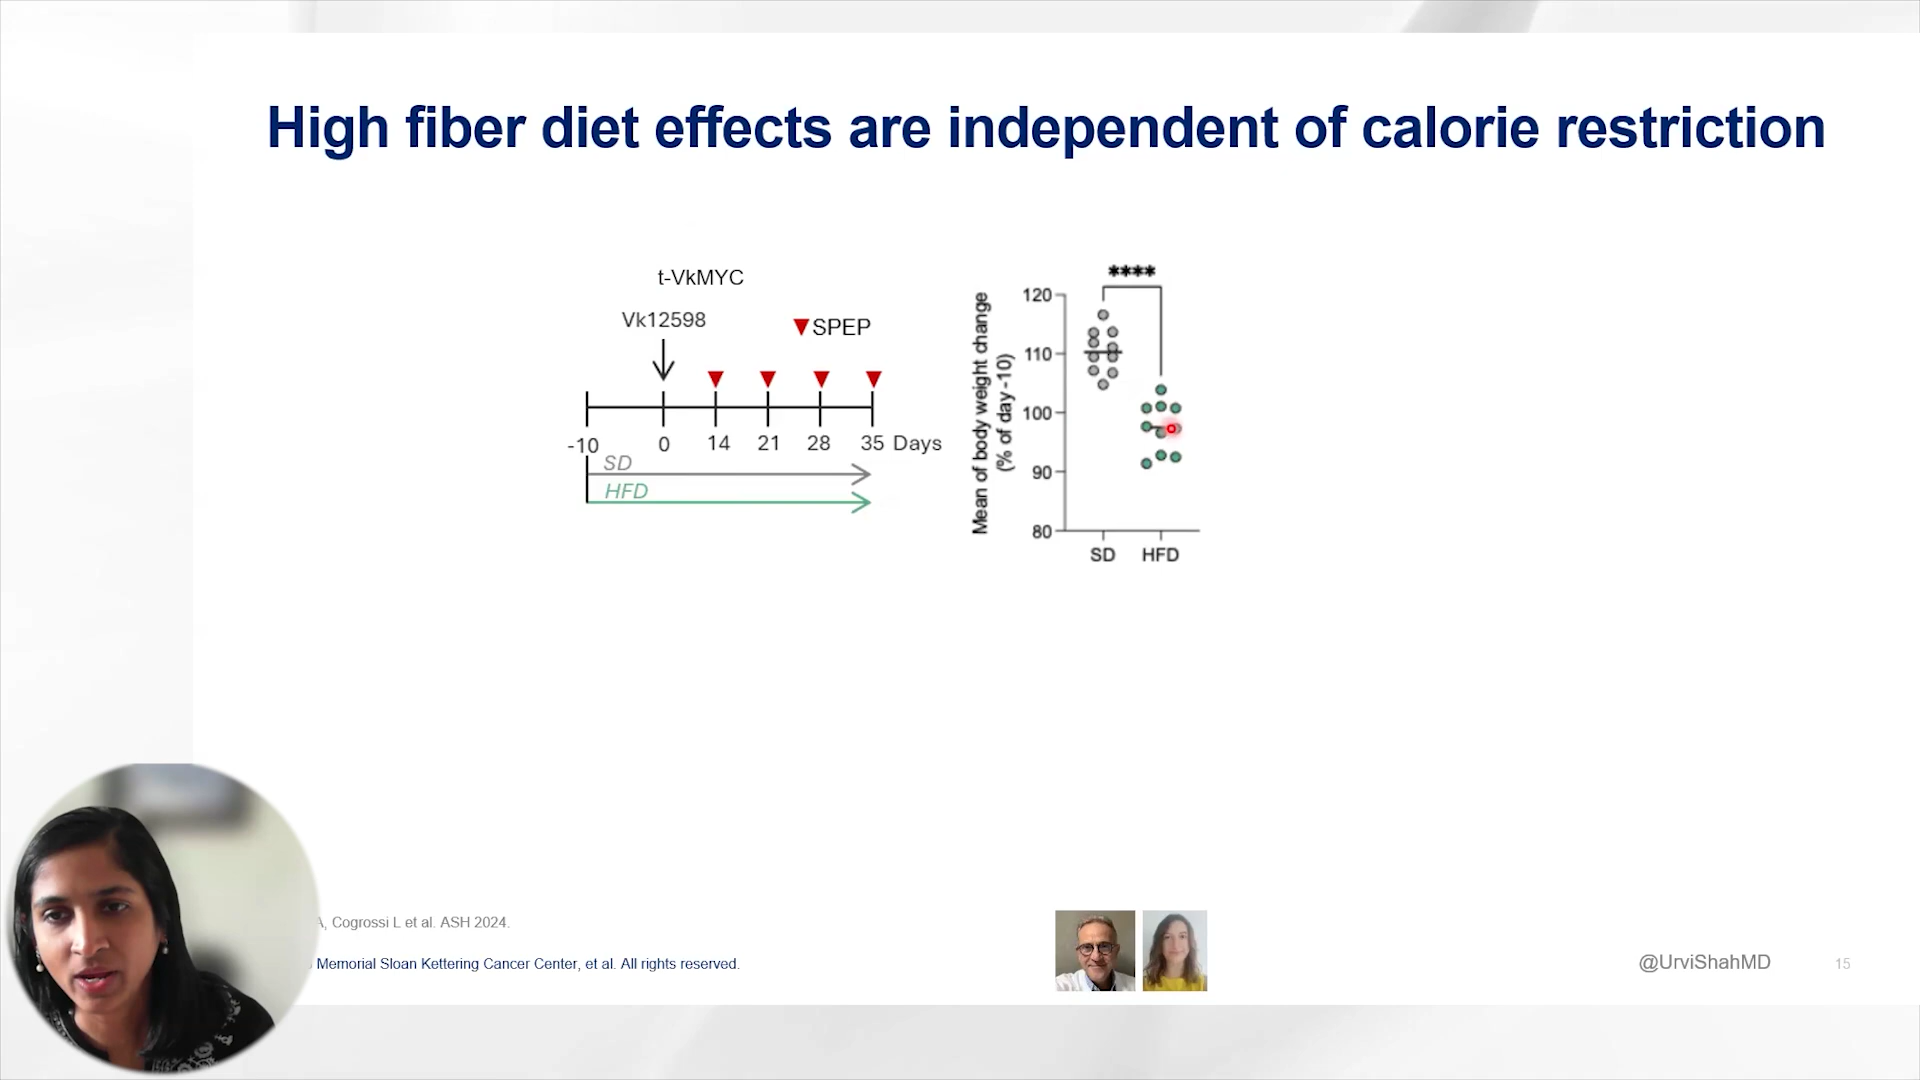 High fiber diet effects are independent of calorie restriction
t-VkMYC
Vk12598
SPEP
-10 0 14 21 28 35 Days
SD
HFD
****
Mean of body weight change
(% of day -10)
120
110
100
90
80
SD HFD
A, Cogrossi L et al. ASH 2024.
Memorial Sloan Kettering Cancer Center, et al. All rights reserved.
@UrviShahMD
15